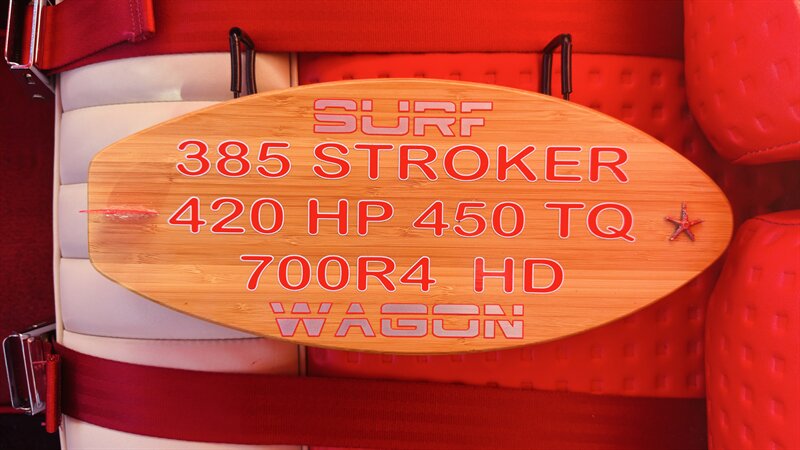 SURF
385 STROKER
420 HP 450 TQ
700R4 HD
WAGON